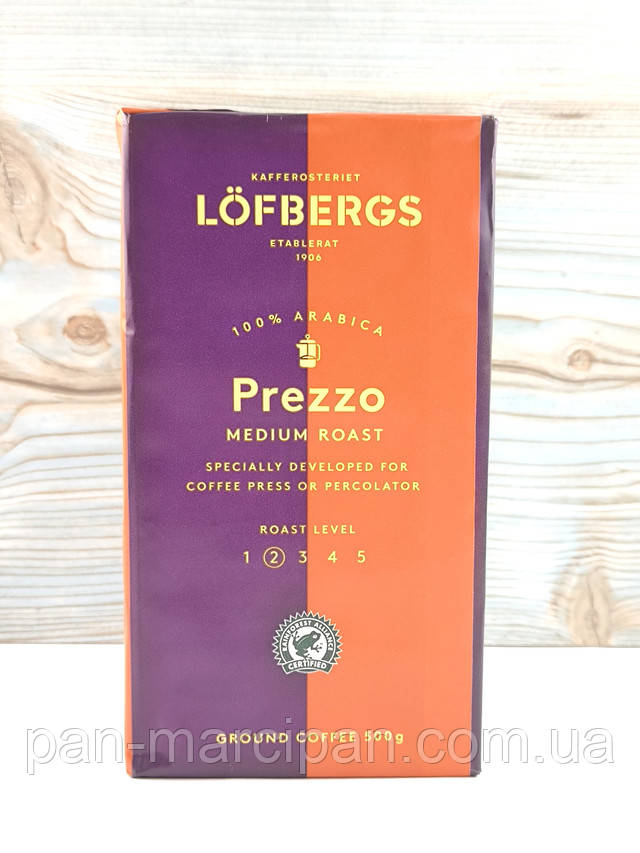 KAFFEROSTERIET
LÖFBERGS
ETABLERAT
1906
100% ARABICA
Prezzo
MEDIUM ROAST
SPECIALLY DEVELOPED FOR
COFFEE PRESS OR PERCOLATOR
ROAST LEVEL
1 2 3 4 5
RAINFOREST ALLIANCE
CERTIFIED
GROUND COFFEE 500g
pan-marcipan.com.ua